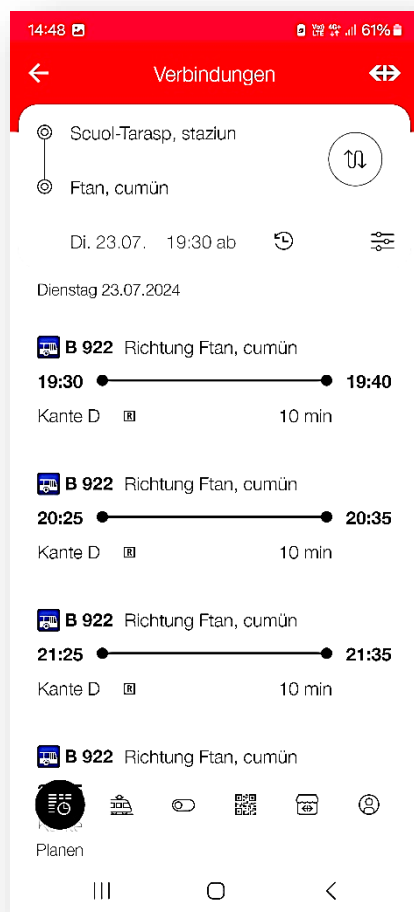 14:48 61%
Verbindungen
Scuol-Tarasp, staziun
Ftan, cumün
Di. 23.07. 19:30 ab
Dienstag 23.07.2024
B 922 Richtung Ftan, cumün
19:30 19:40
Kante D R 10 min
B 922 Richtung Ftan, cumün
20:25 20:35
Kante D R 10 min
B 922 Richtung Ftan, cumün
21:25 21:35
Kante D R 10 min
B 922 Richtung Ftan, cumün
Planen